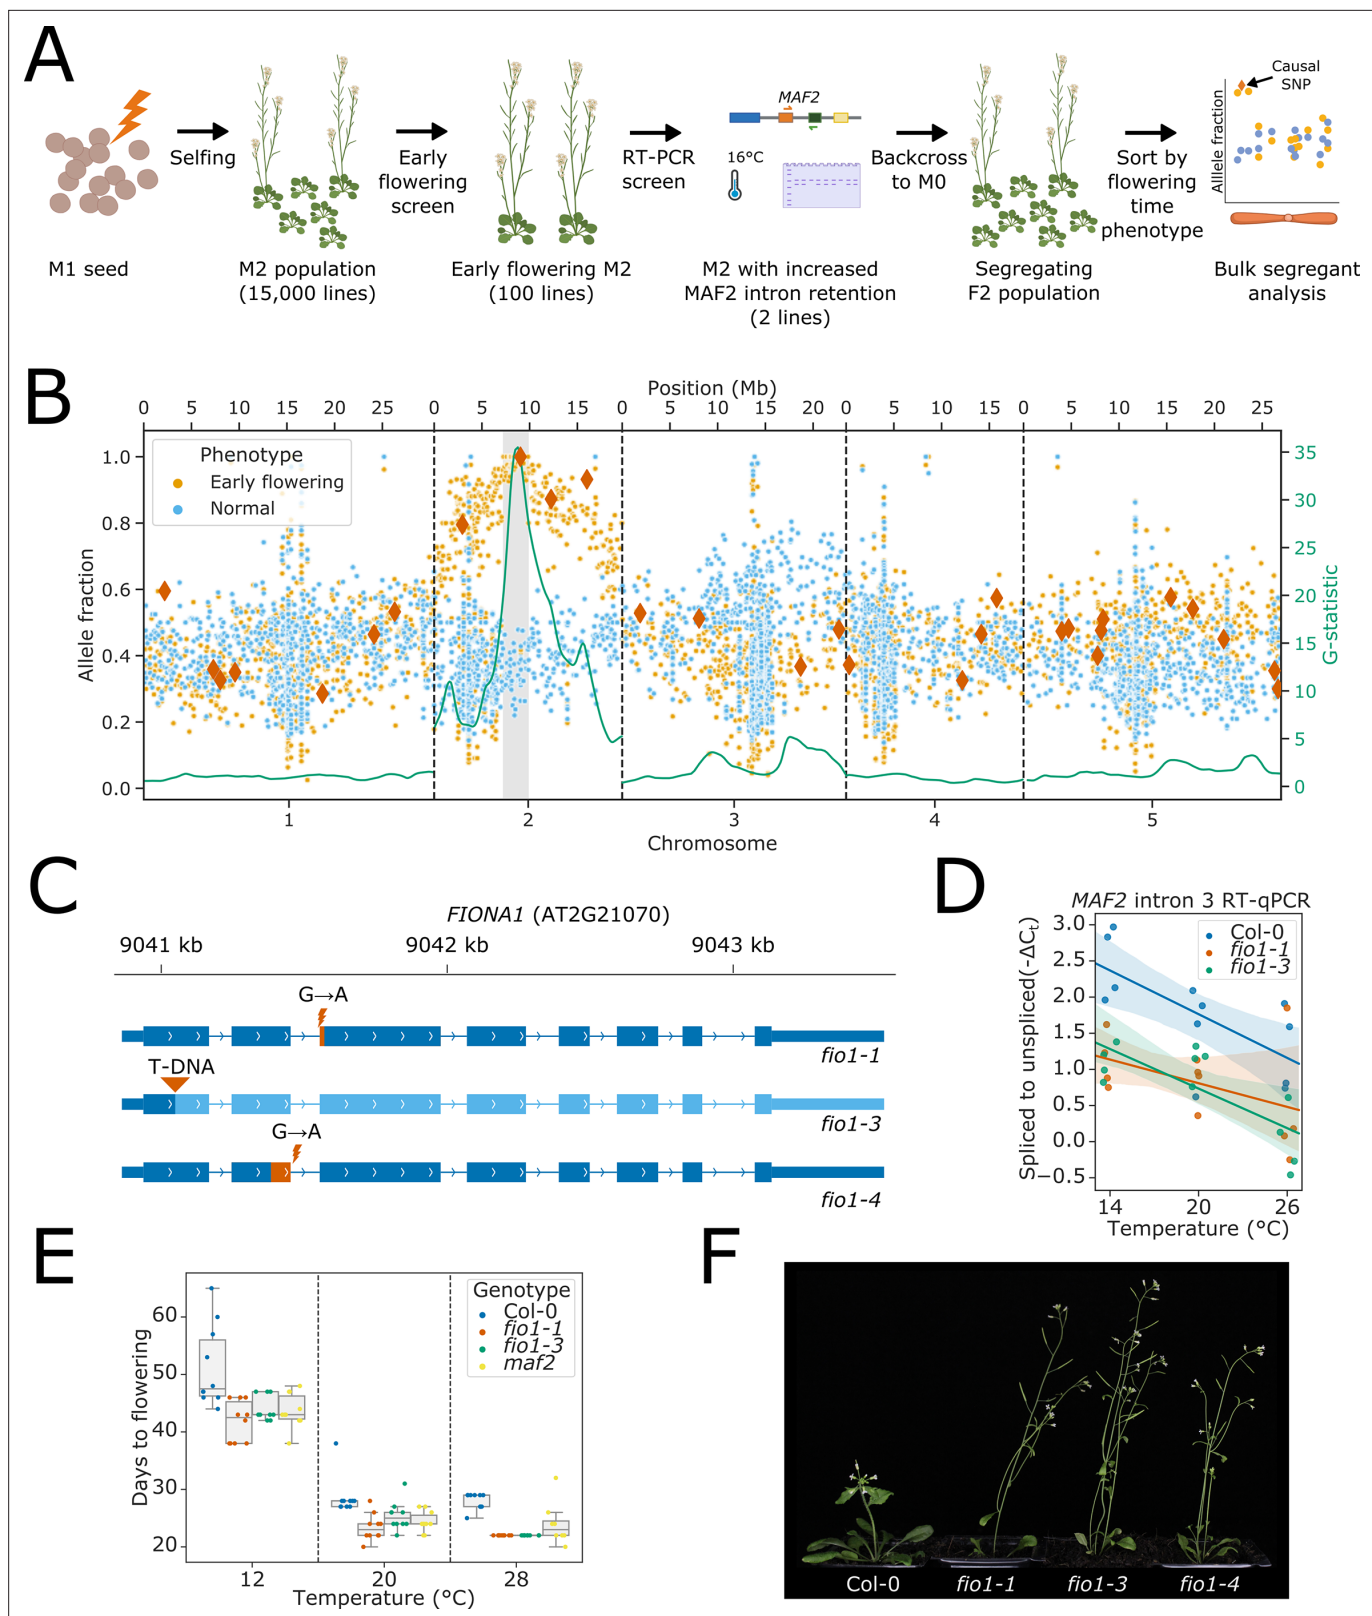 A
MAF2
Causal
SNP
Selfing
Early
flowering
screen
RT-PCR
screen
16°C
Backcross
to M0
Sort by
flowering
time
phenotype
Allele fraction
M1 seed
M2 population
(15,000 lines)
Early flowering M2
(100 lines)
M2 with increased
MAF2 intron retention
(2 lines)
Segregating
F2 population
Bulk segregant
analysis
B
Position (Mb)
0 5 10 15 20 25 0 5 10 15 0 5 10 15 20 0 5 10 15 0 5 10 15 20 25
Phenotype
Early flowering
Normal
Allele fraction
1.0
0.8
0.6
0.4
0.2
0.0
G-statistic
35
30
25
20
15
10
5
0
1 2 3 4 5
Chromosome
C
FIONA1 (AT2G21070)
9041 kb 9042 kb 9043 kb
G→A
fio1-1
T-DNA
fio1-3
G→A
fio1-4
D
MAF2 intron 3 RT-qPCR
Col-0
fio1-1
fio1-3
Spliced to unspliced(-ΔCt)
3.0
2.5
2.0
1.5
1.0
0.5
0.0
−0.5
14 20 26
Temperature (°C)
E
Genotype
Col-0
fio1-1
fio1-3
maf2
Days to flowering
60
50
40
30
20
12 20 28
Temperature (°C)
F
Col-0 fio1-1 fio1-3 fio1-4